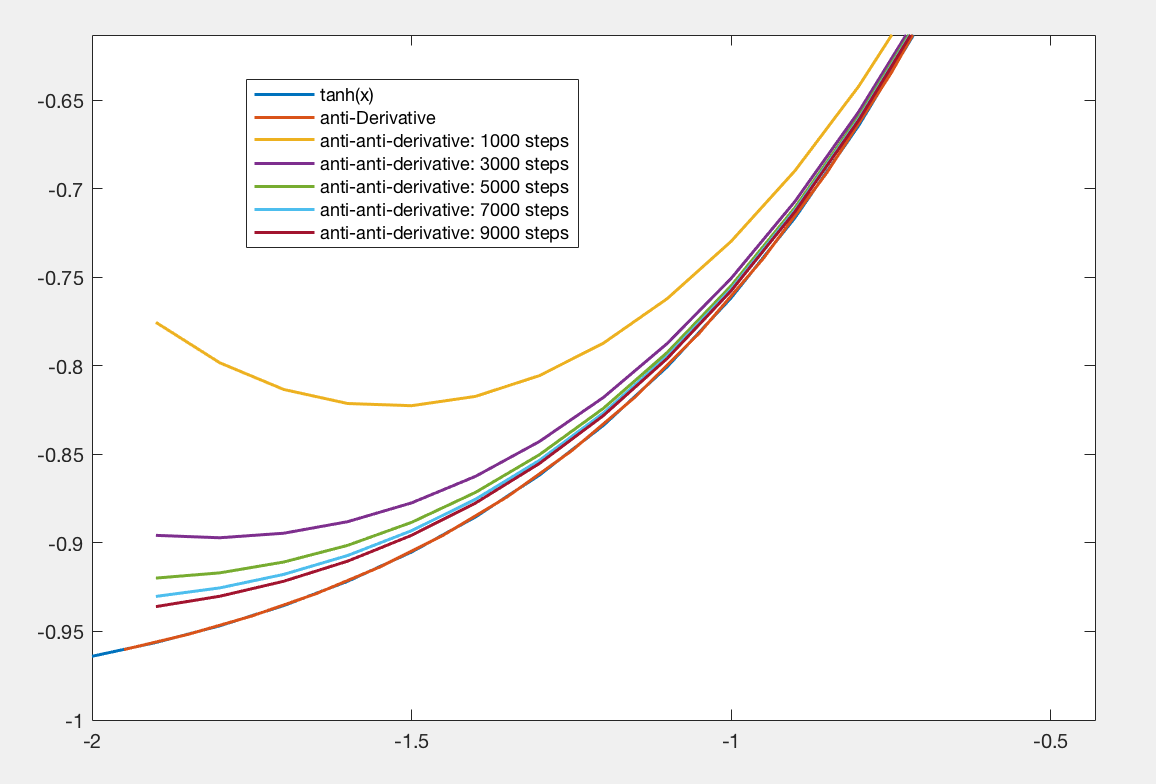 -0.65
-0.7
-0.75
-0.8
-0.85
-0.9
-0.95
-1
tanh(x)
anti-Derivative
anti-anti-derivative: 1000 steps
anti-anti-derivative: 3000 steps
anti-anti-derivative: 5000 steps
anti-anti-derivative: 7000 steps
anti-anti-derivative: 9000 steps
-2 -1.5 -1 -0.5